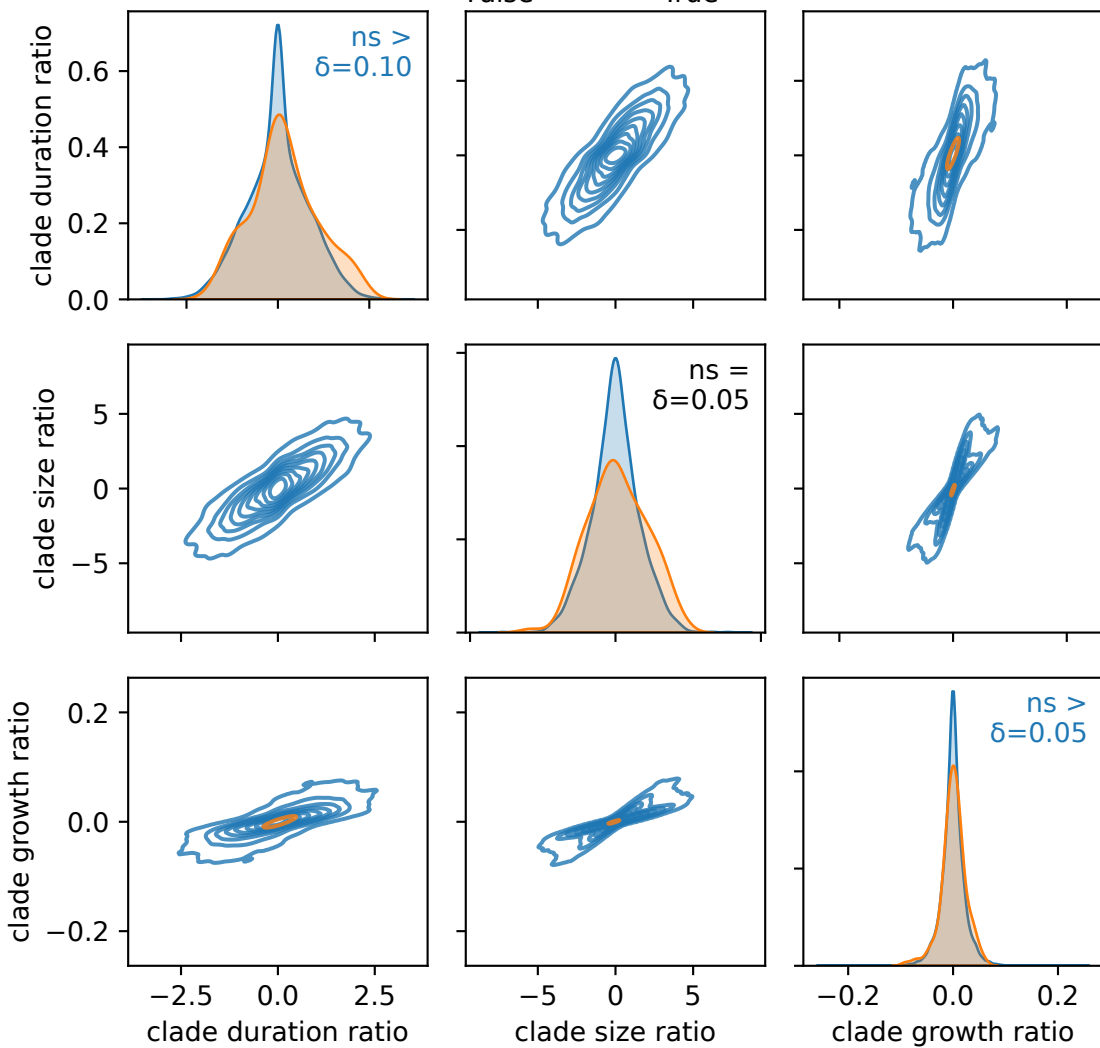 clade duration ratio
0.6
0.4
0.2
0.0
ns >
δ=0.10
clade size ratio
5
0
−5
ns =
δ=0.05
clade growth ratio
0.2
0.0
−0.2
ns >
δ=0.05
−2.5 0.0 2.5
clade duration ratio
−5 0 5
clade size ratio
−0.2 0.0 0.2
clade growth ratio